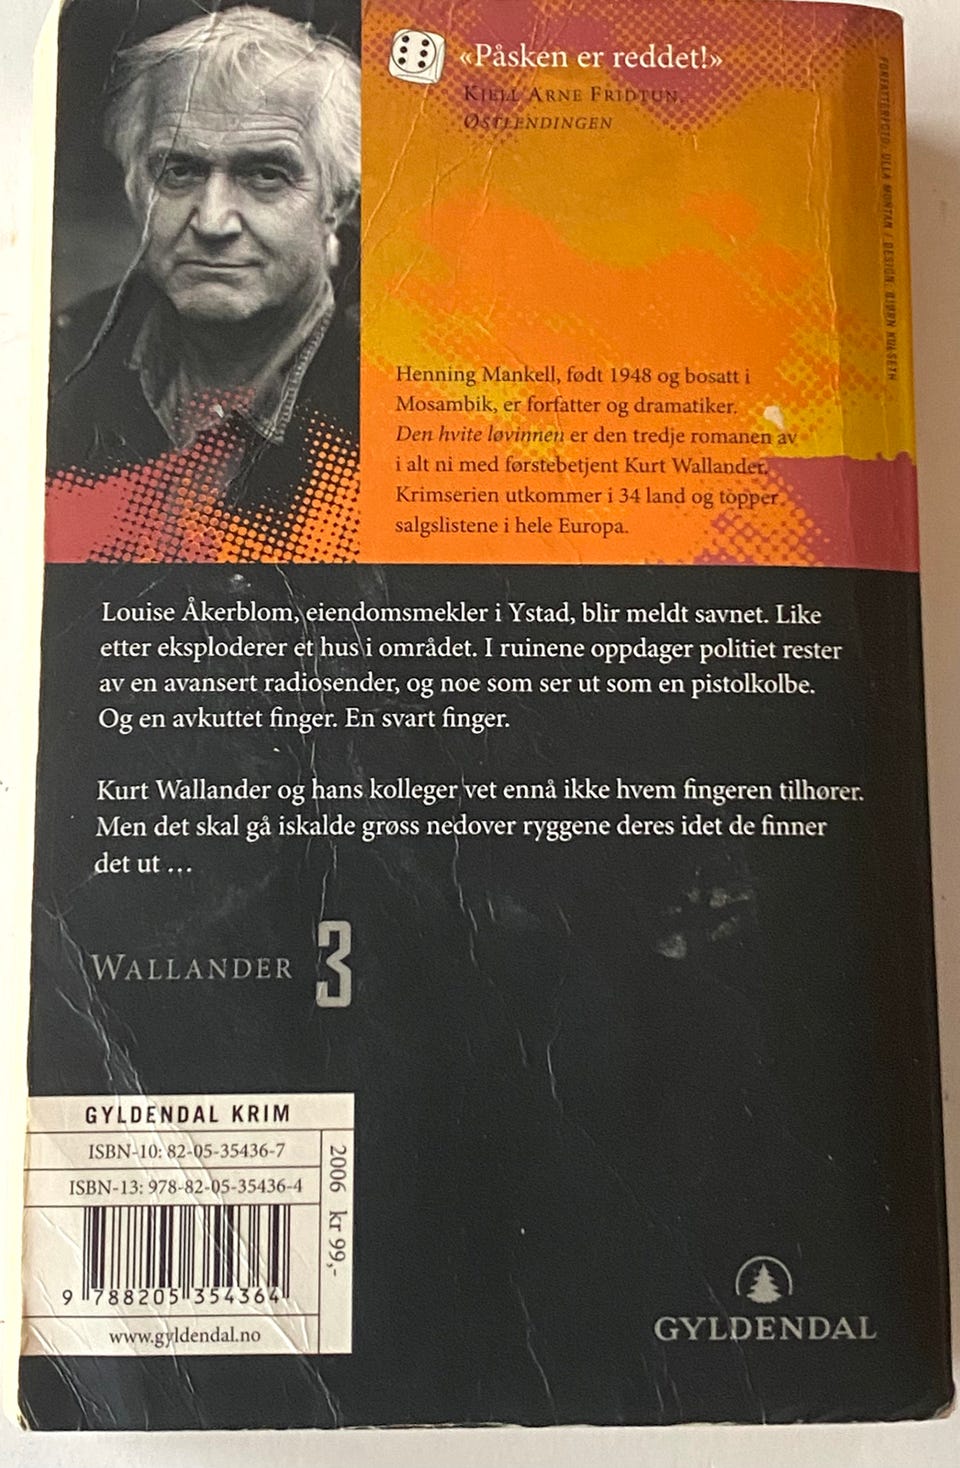 «Påsken er reddet!»
Kjell Arne Fridtun,
Østlendingen
FORFATTERFOTO: ULLA MONTAN / DESIGN: BJØRN KULSETH
Henning Mankell, født 1948 og bosatt i
Mosambik, er forfatter og dramatiker.
Den hvite løvinnen er den tredje romanen av
i alt ni med førstebetjent Kurt Wallander.
Krimserien utkommer i 34 land og topper
salgslistene i hele Europa.
Louise Åkerblom, eiendomsmekler i Ystad, blir meldt savnet. Like
etter eksploderer et hus i området. I ruinene oppdager politiet rester
av en avansert radiosender, og noe som ser ut som en pistolkolbe.
Og en avkuttet finger. En svart finger.
Kurt Wallander og hans kolleger vet ennå ikke hvem fingeren tilhører.
Men det skal gå iskalde grøss nedover ryggene deres idet de finner
det ut …
Wallander 3
GYLDENDAL KRIM
ISBN-10: 82-05-35436-7
ISBN-13: 978-82-05-35436-4
2006 kr 99,-
9 788205 354364
www.gyldendal.no
GYLDENDAL